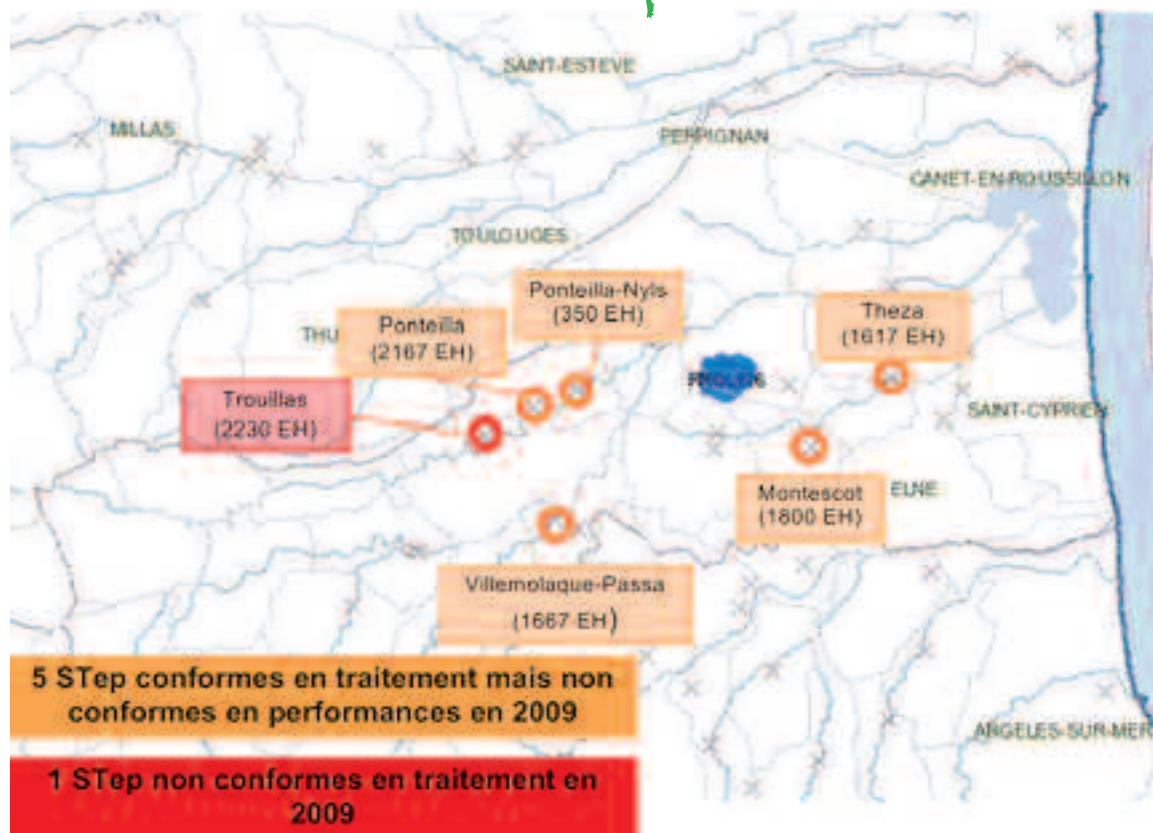 SAINT-ESTEVE
MILLAS
PERPIGNAN
CANET-EN-ROUSSILLON
TOULOUGES
Ponteilla-Nyls
(350 EH)
Theza
(1617 EH)
THU
Ponteilla
(2167 EH)
Trouillas
(2230 EH)
SAINT-CYPRIEN
Montescot
(1800 EH)
ELNE
Villemolaque-Passa
(1667 EH)
5 STep conformes en traitement mais non
conformes en performances en 2009
ARGELES-SUR-MER
1 STep non conformes en traitement en
2009